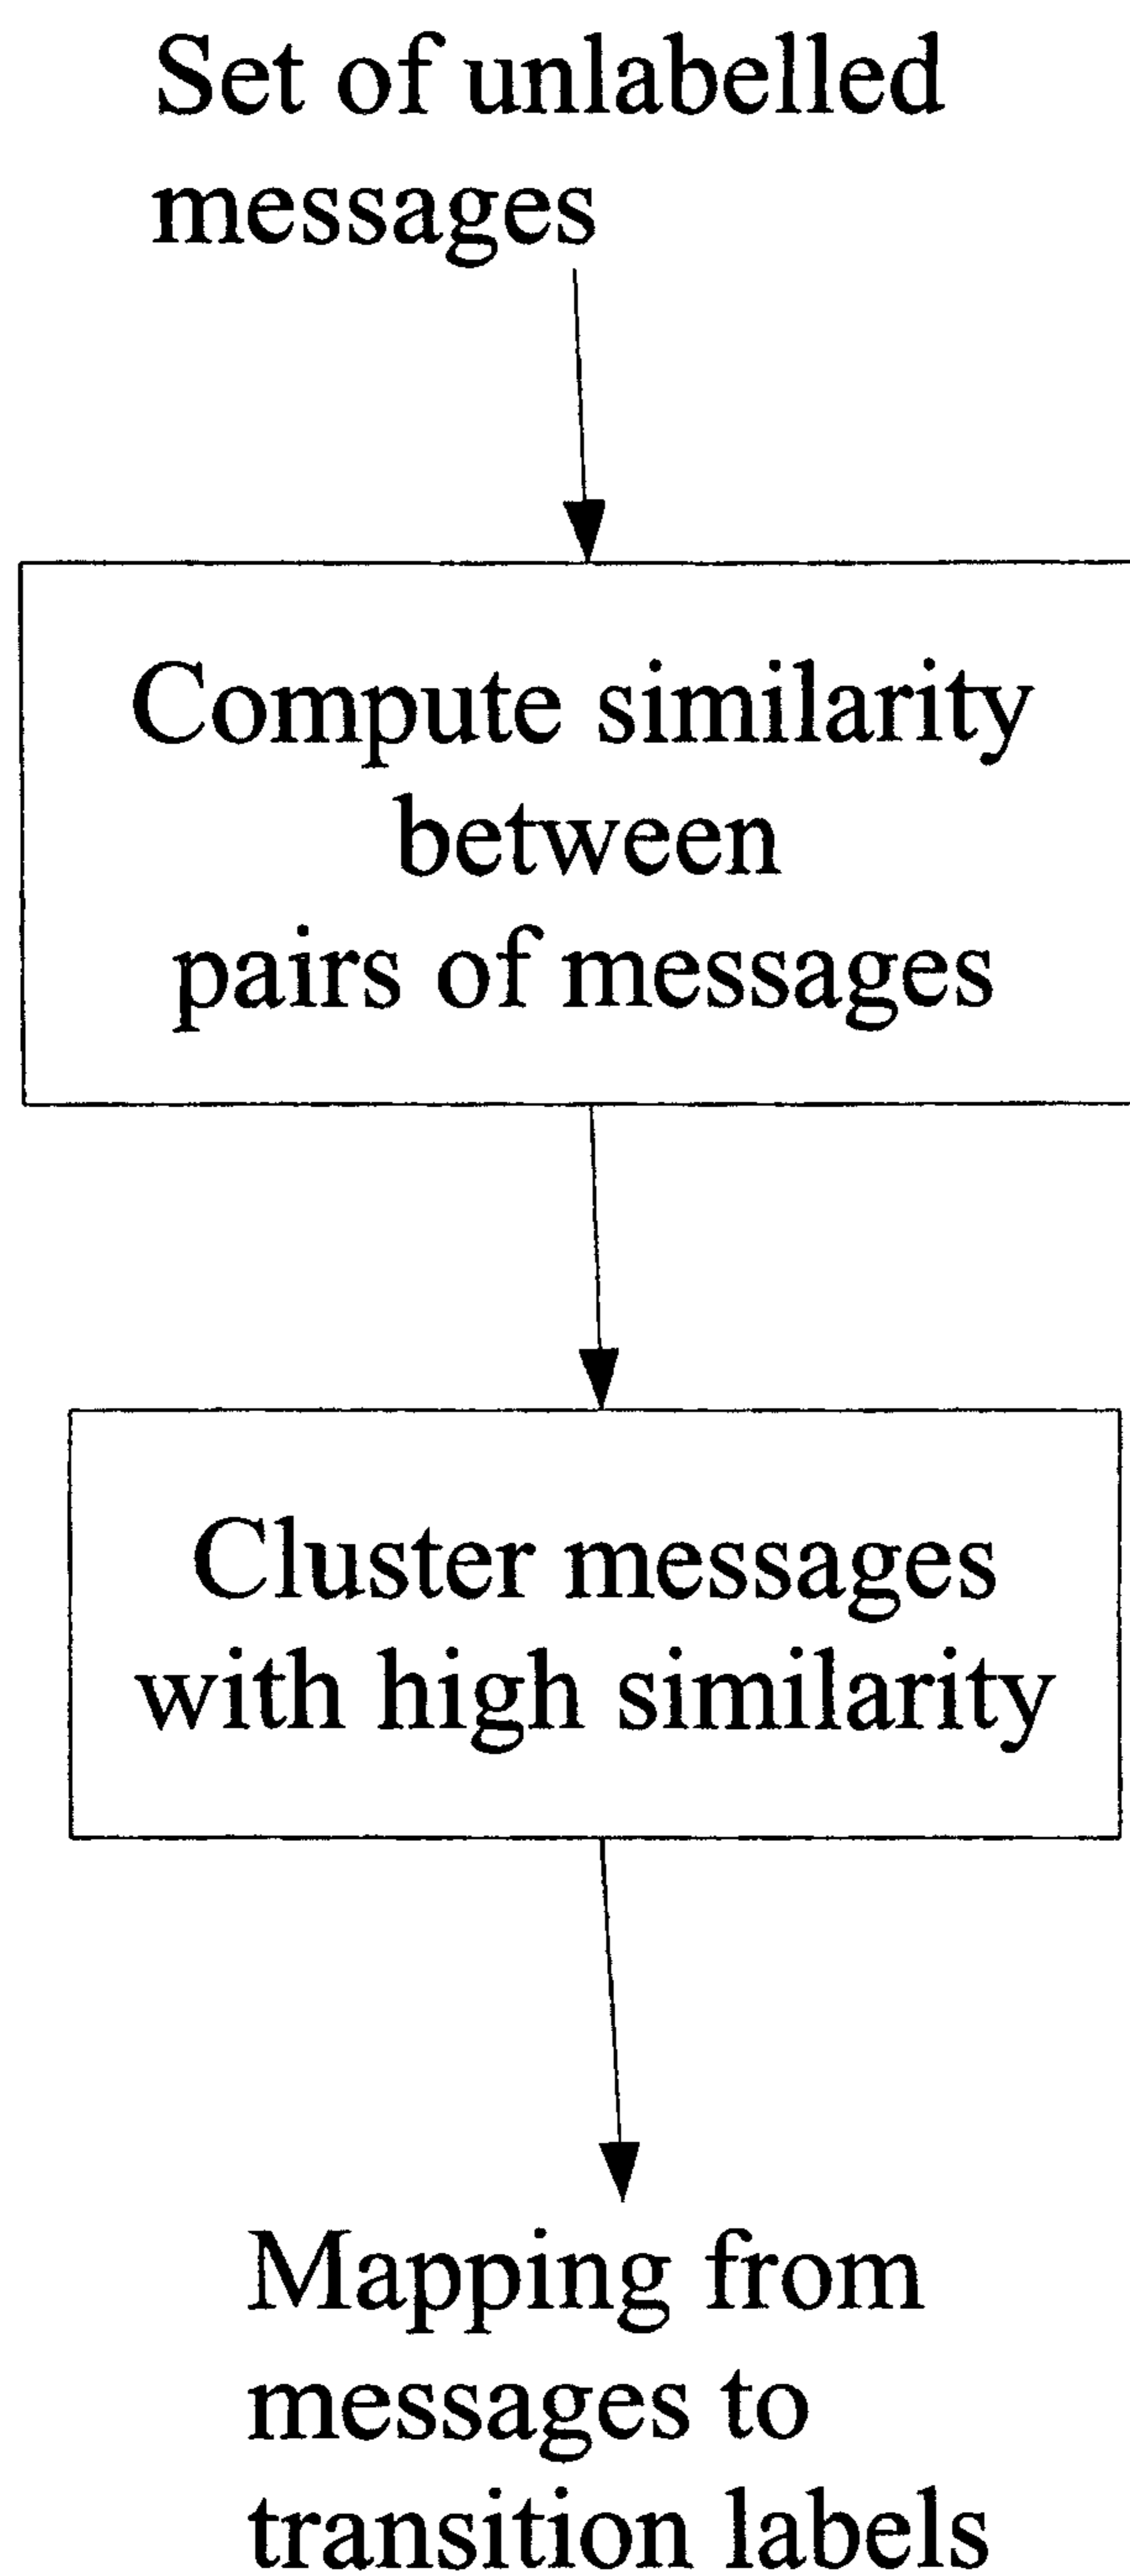 Set of unlabelled
messages
Compute similarity
between
pairs of messages
Cluster messages
with high similarity
Mapping from
messages to
transition labels